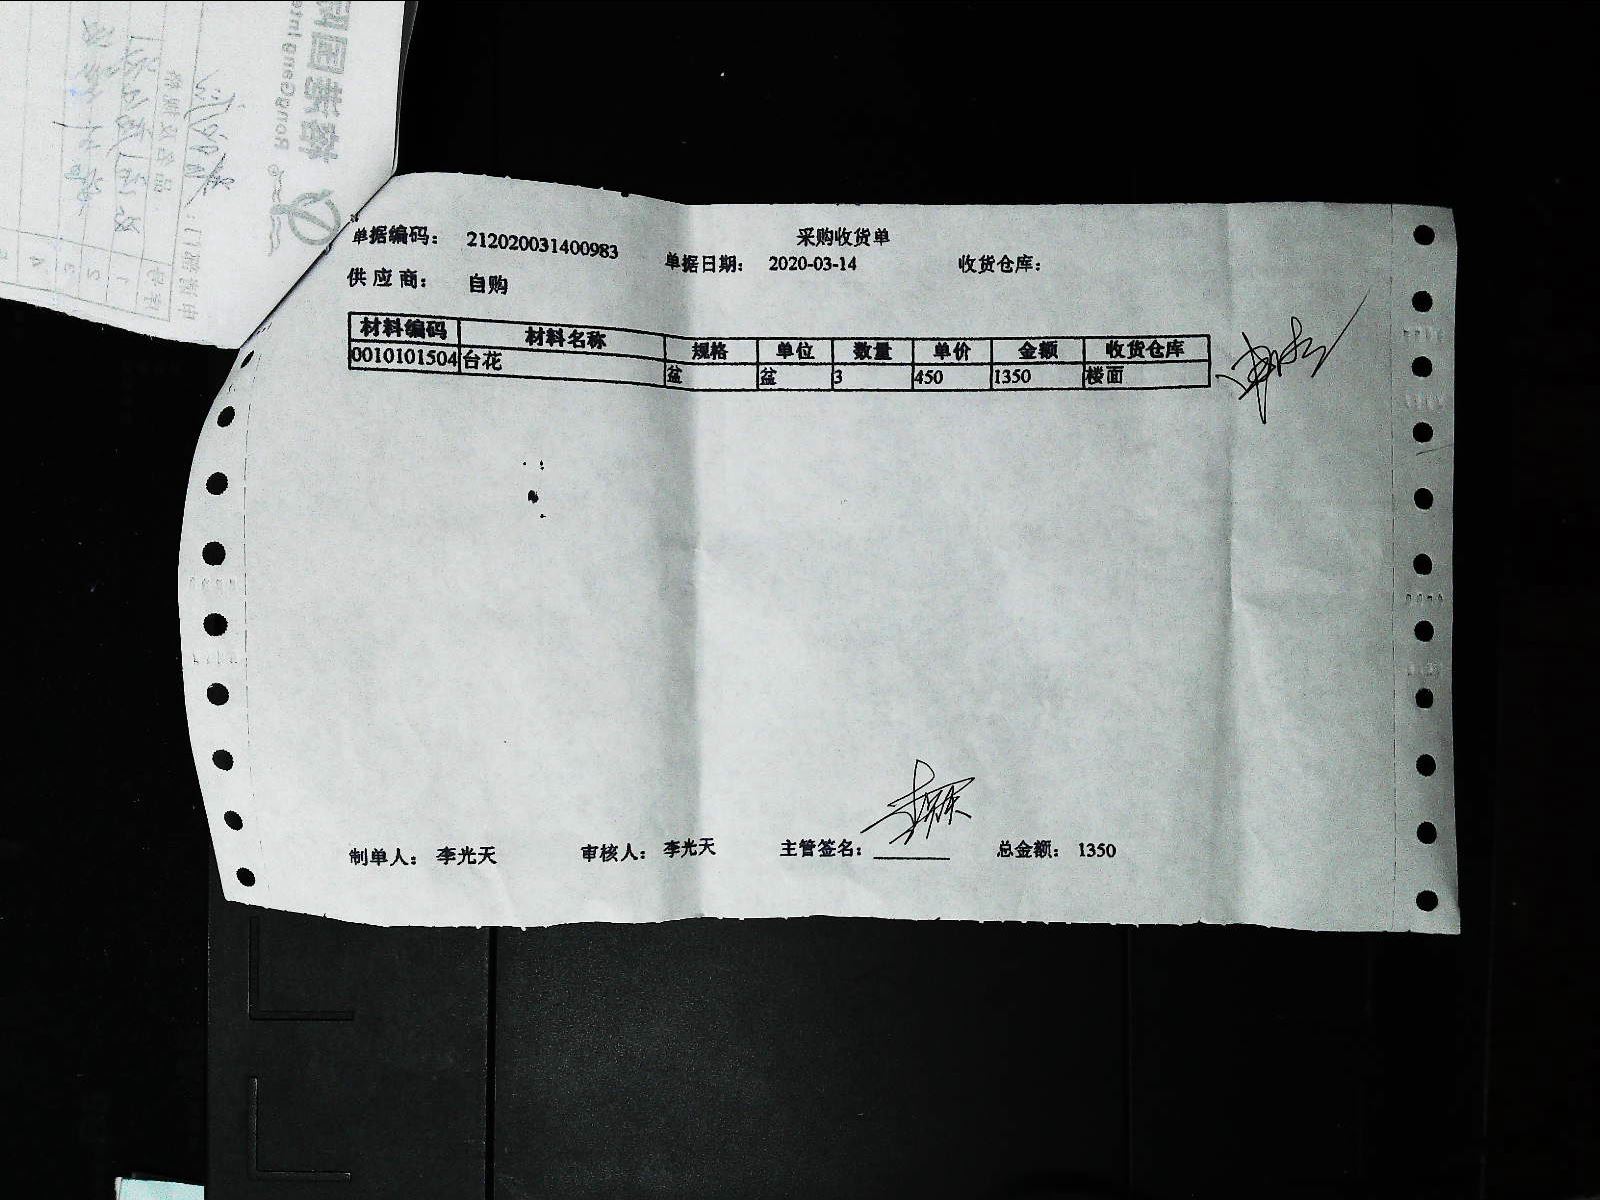 采购收货单
单据编码： 212020031400983 单据日期： 2020-03-14 收货仓库：
供 应 商： 自购
材料编码 材料名称 规格 单位 数量 单价 金额 收货仓库
0010101504 台花 盆 盆 3 450 1350 楼面
制单人： 李光天 审核人： 李光天 主管签名： 总金额： 1350